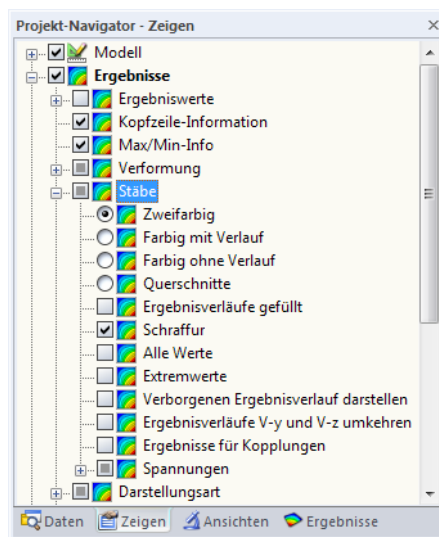 Projekt-Navigator - Zeigen
Modell
Ergebnisse
Ergebniswerte
Kopfzeile-Information
Max/Min-Info
Verformung
Stäbe
Zweifarbig
Farbig mit Verlauf
Farbig ohne Verlauf
Querschnitte
Ergebnisverläufe gefüllt
Schraffur
Alle Werte
Extremwerte
Verborgenen Ergebnisverlauf darstellen
Ergebnisverläufe V-y und V-z umkehren
Ergebnisse für Kopplungen
Spannungen
Darstellungsart
Daten Zeigen Ansichten Ergebnisse